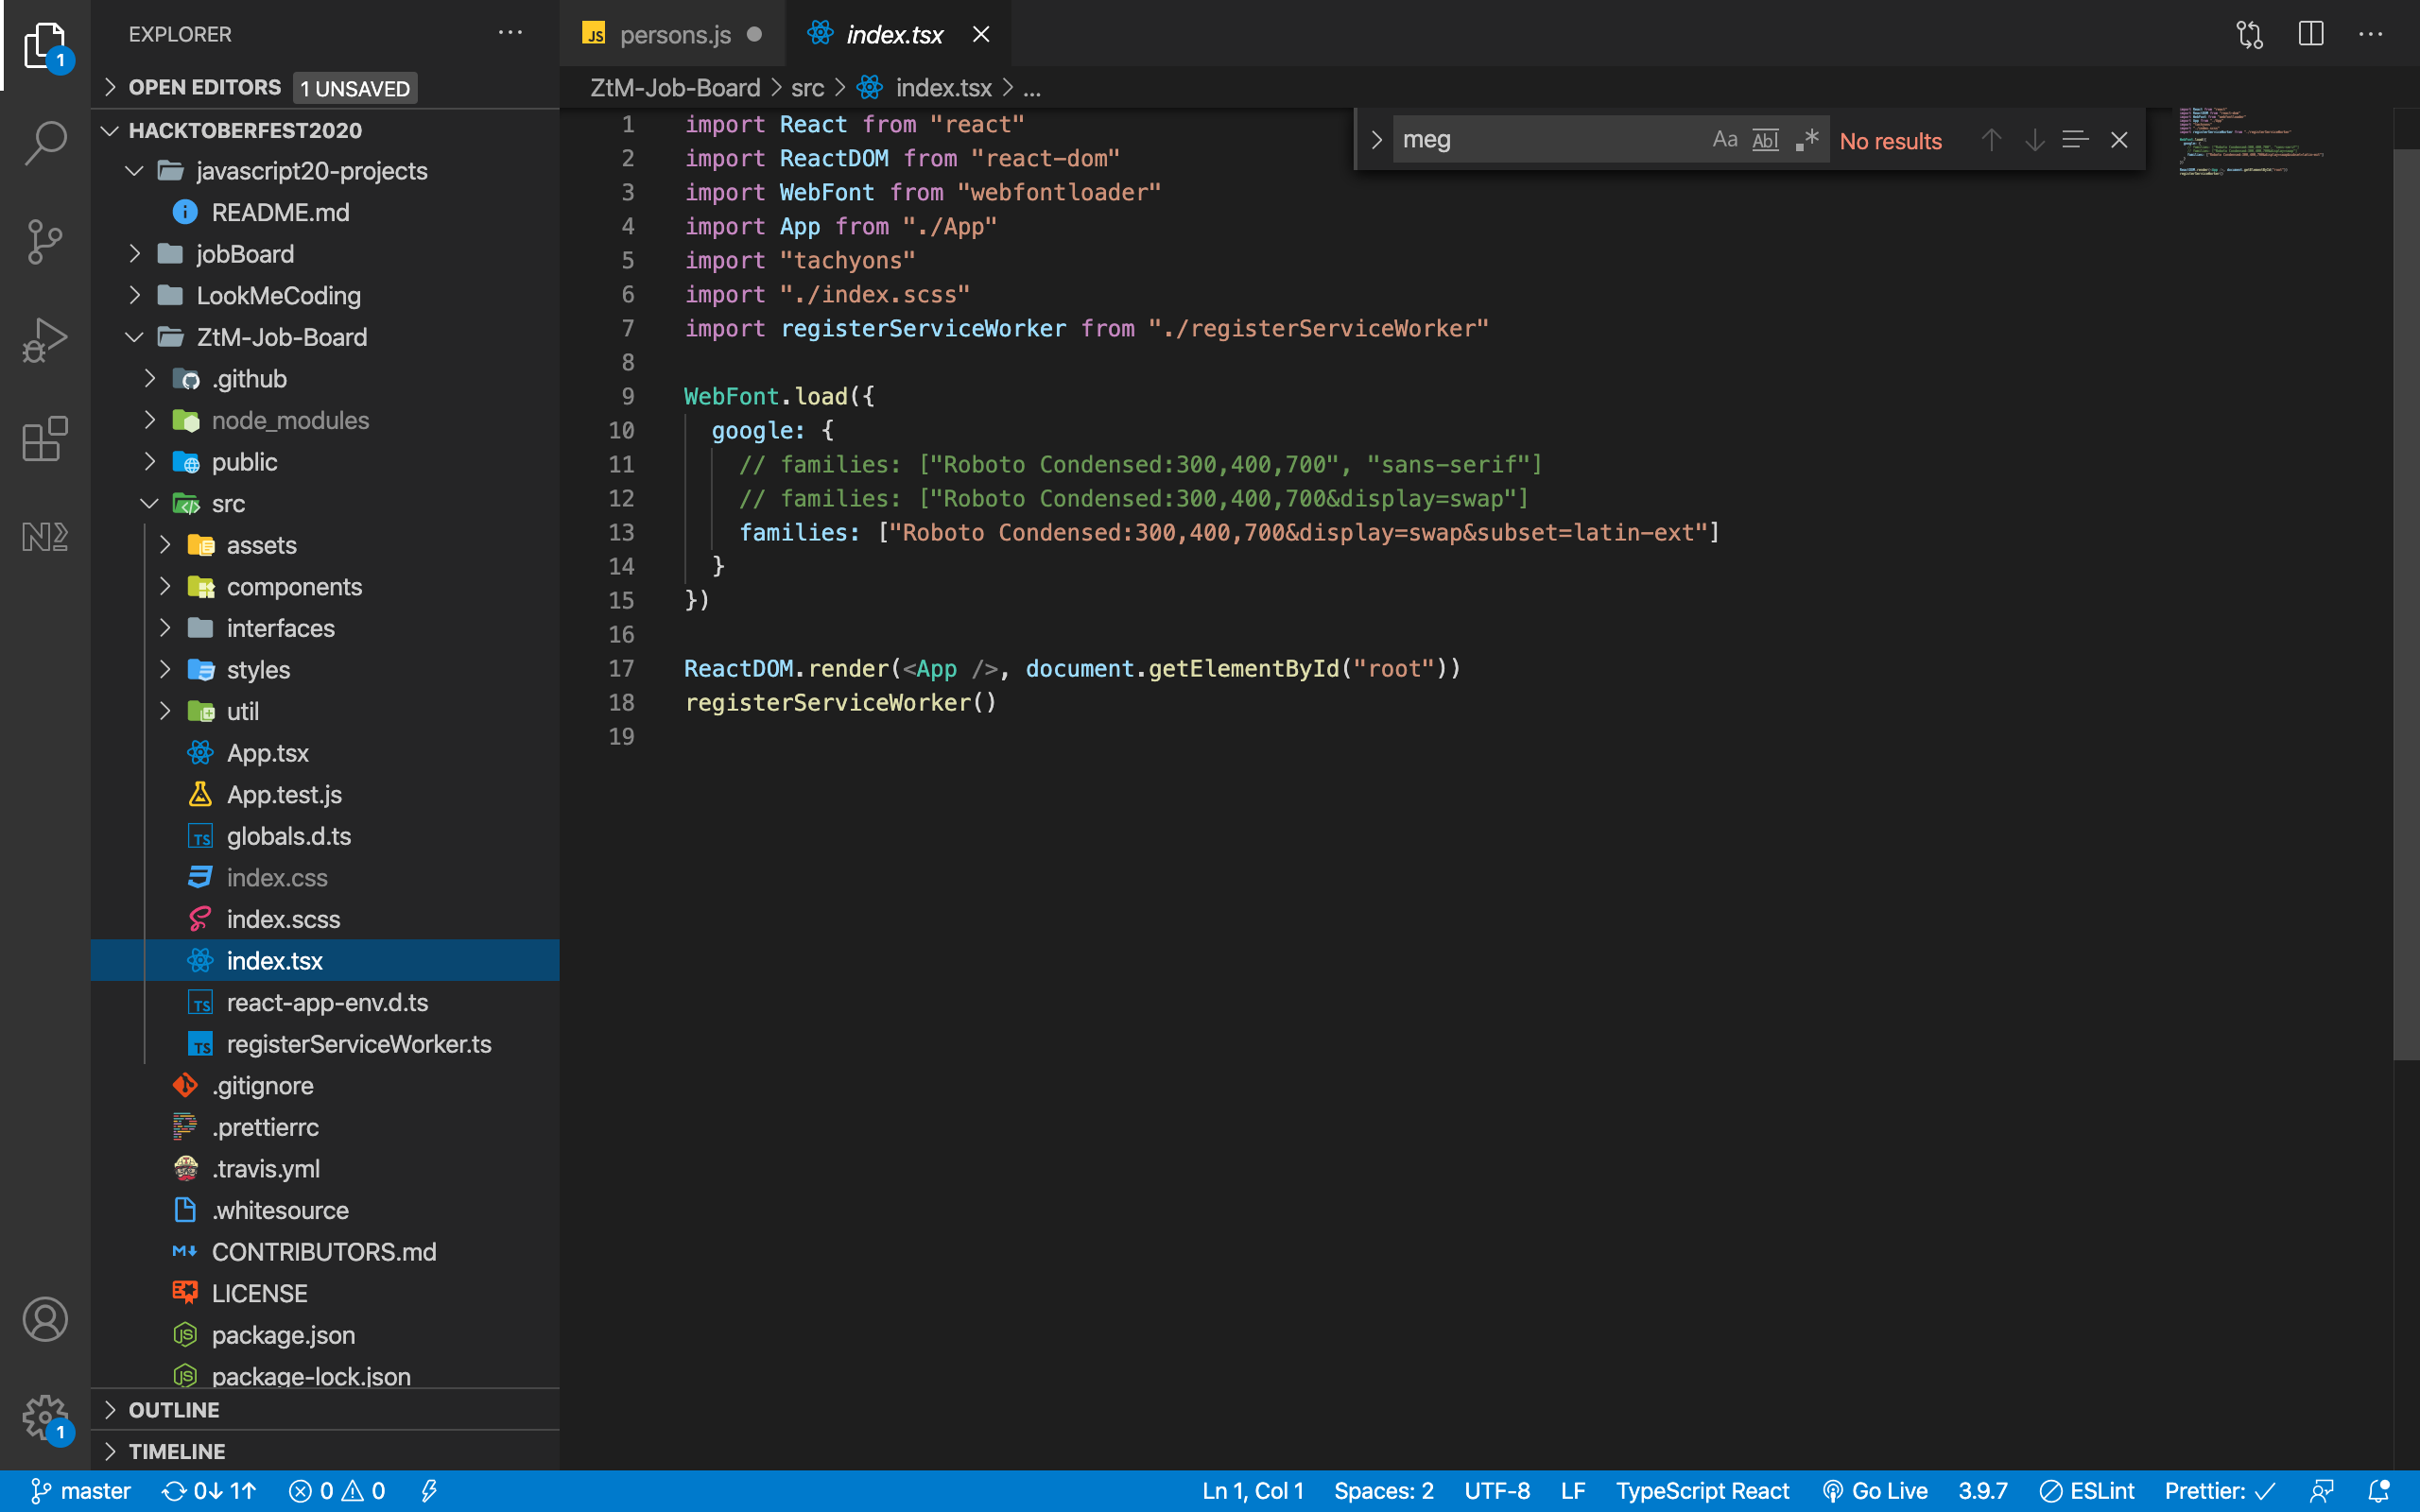 EXPLORER
OPEN EDITORS 1 UNSAVED
HACKTOBERFEST2020
javascript20-projects
README.md
jobBoard
LookMeCoding
ZtM-Job-Board
.github
node_modules
public
src
assets
components
interfaces
styles
util
App.tsx
App.test.js
globals.d.ts
index.css
index.scss
index.tsx
react-app-env.d.ts
registerServiceWorker.ts
.gitignore
.prettierrc
.travis.yml
.whitesource
CONTRIBUTORS.md
LICENSE
package.json
package-lock.json
OUTLINE
TIMELINE
1
1
JS persons.js index.tsx
ZtM-Job-Board > src > index.tsx > ...
meg Aa Abl .* No results
1 import React from "react"
2 import ReactDOM from "react-dom"
3 import WebFont from "webfontloader"
4 import App from "./App"
5 import "tachyons"
6 import "./index.scss"
7 import registerServiceWorker from "./registerServiceWorker"
8
9 WebFont.load({
10 google: {
11 // families: ["Roboto Condensed:300,400,700", "sans-serif"]
12 // families: ["Roboto Condensed:300,400,700&display=swap"]
13 families: ["Roboto Condensed:300,400,700&display=swap&subset=latin-ext"]
14 }
15 })
16
17 ReactDOM.render(<App />, document.getElementById("root"))
18 registerServiceWorker()
19
master 0↓ 1↑ 0 0 Ln 1, Col 1 Spaces: 2 UTF-8 LF TypeScript React Go Live 3.9.7 ESLint Prettier: ✓